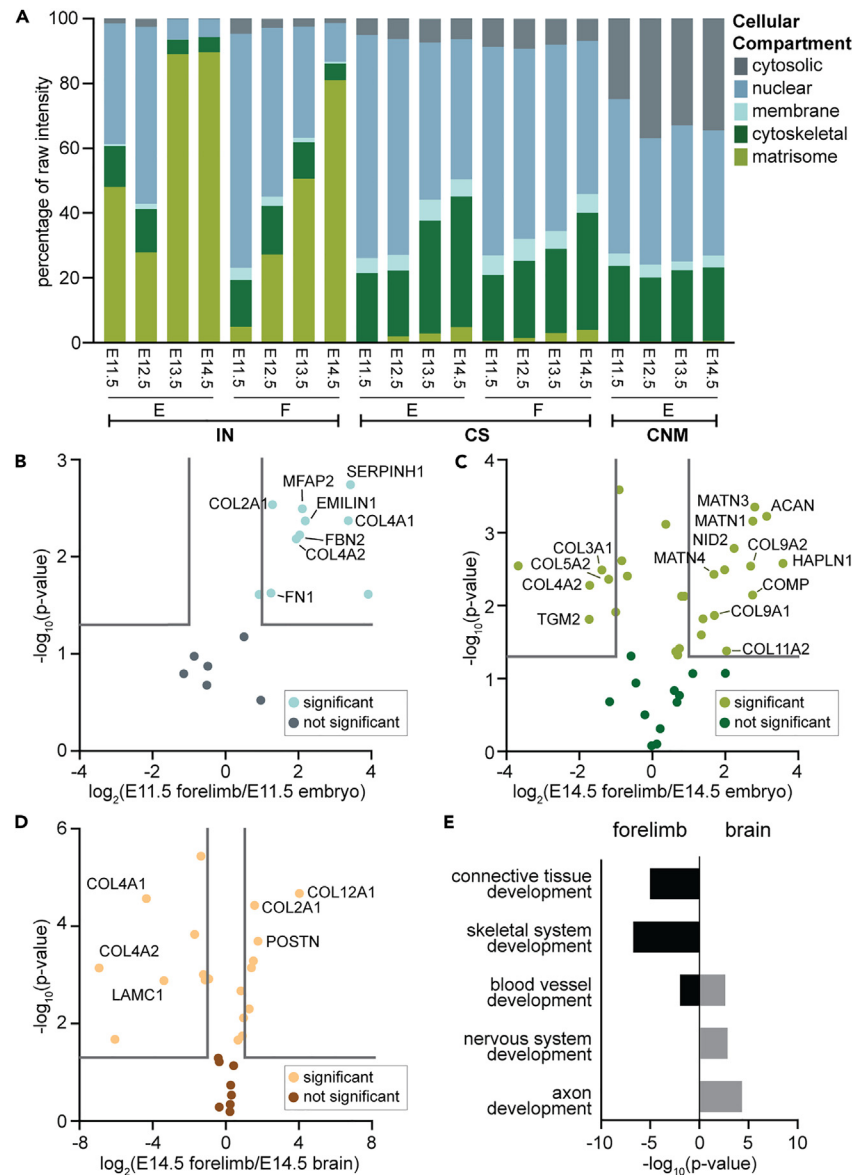 A
Cellular
Compartment
cytosolic
nuclear
membrane
cytoskeletal
matrisome
percentage of raw intensity
100
80
60
40
20
0
E11.5 E12.5 E13.5 E14.5 E11.5 E12.5 E13.5 E14.5 E11.5 E12.5 E13.5 E14.5 E11.5 E12.5 E13.5 E14.5 E11.5 E12.5 E13.5 E14.5
E F E F E
IN CS CNM
B
-log10(p-value)
3
2
1
0
SERPINH1
MFAP2
COL2A1
EMILIN1
COL4A1
FBN2
COL4A2
FN1
significant
not significant
-4 -2 0 2 4
log2(E11.5 forelimb/E11.5 embryo)
C
-log10(p-value)
4
3
2
1
0
MATN3
ACAN
MATN1
NID2
COL3A1
COL9A2
COL5A2
MATN4
HAPLN1
COL4A2
COMP
TGM2
COL9A1
COL11A2
significant
not significant
-4 -2 0 2 4
log2(E14.5 forelimb/E14.5 embryo)
D
-log10(p-value)
6
4
2
0
COL4A1
COL12A1
COL2A1
COL4A2
POSTN
LAMC1
significant
not significant
-8 -4 0 4 8
log2(E14.5 forelimb/E14.5 brain)
E
forelimb brain
connective tissue
development
skeletal system
development
blood vessel
development
nervous system
development
axon
development
-10 -5 0 5 10
-log10(p-value)